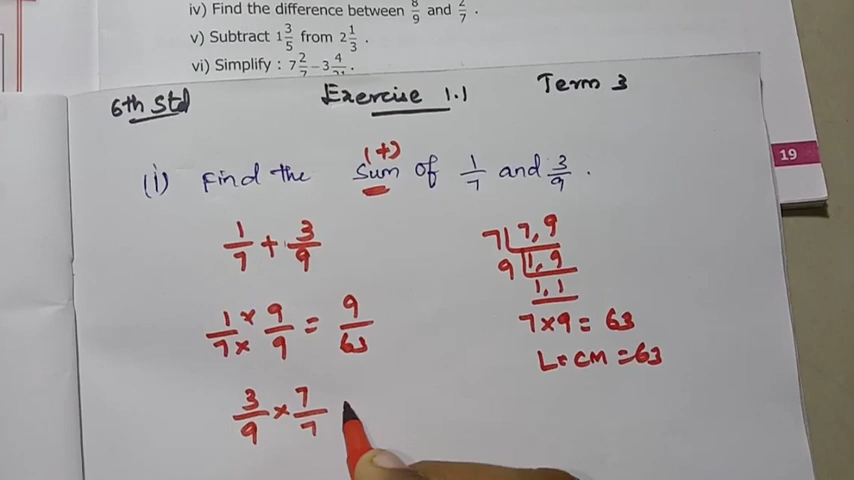 iv) Find the difference between 8/9 and 2/7 .
v) Subtract 1 3/5 from 2 1/3 .
vi) Simplify : 7 2/7 – 3 4/21 .
6th Std Exercise 1.1 Term 3
19
(+)
(i) Find the Sum of 1/7 and 3/9 .
1/7 + 3/9
7 | 7, 9
9 | 1, 9
1, 1
1/7 × 9/9 = 9/63
7 × 9 = 63
L.CM = 63
3/9 × 7/7